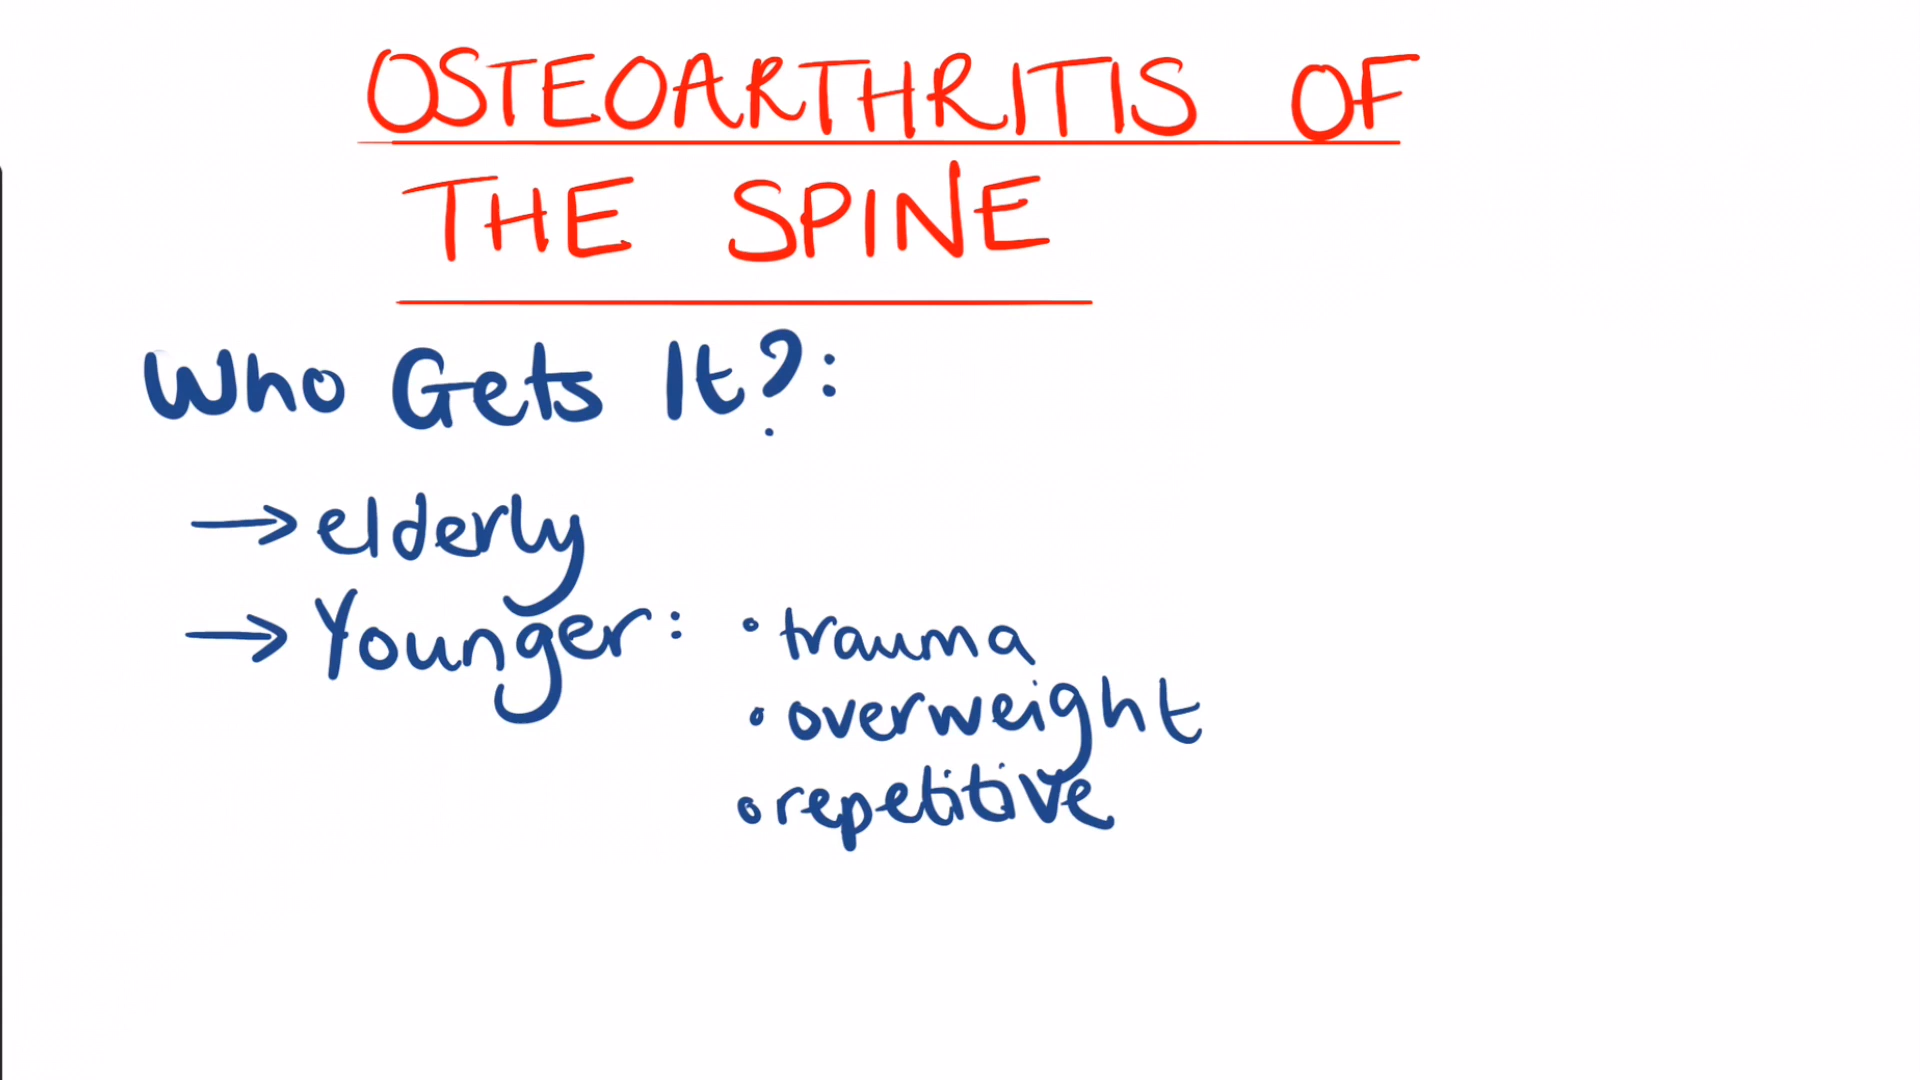 OSTEOARTHRITIS OF
THE SPINE
Who Gets It?:
→ elderly
→ Younger: • trauma
• overweight
• repetitive